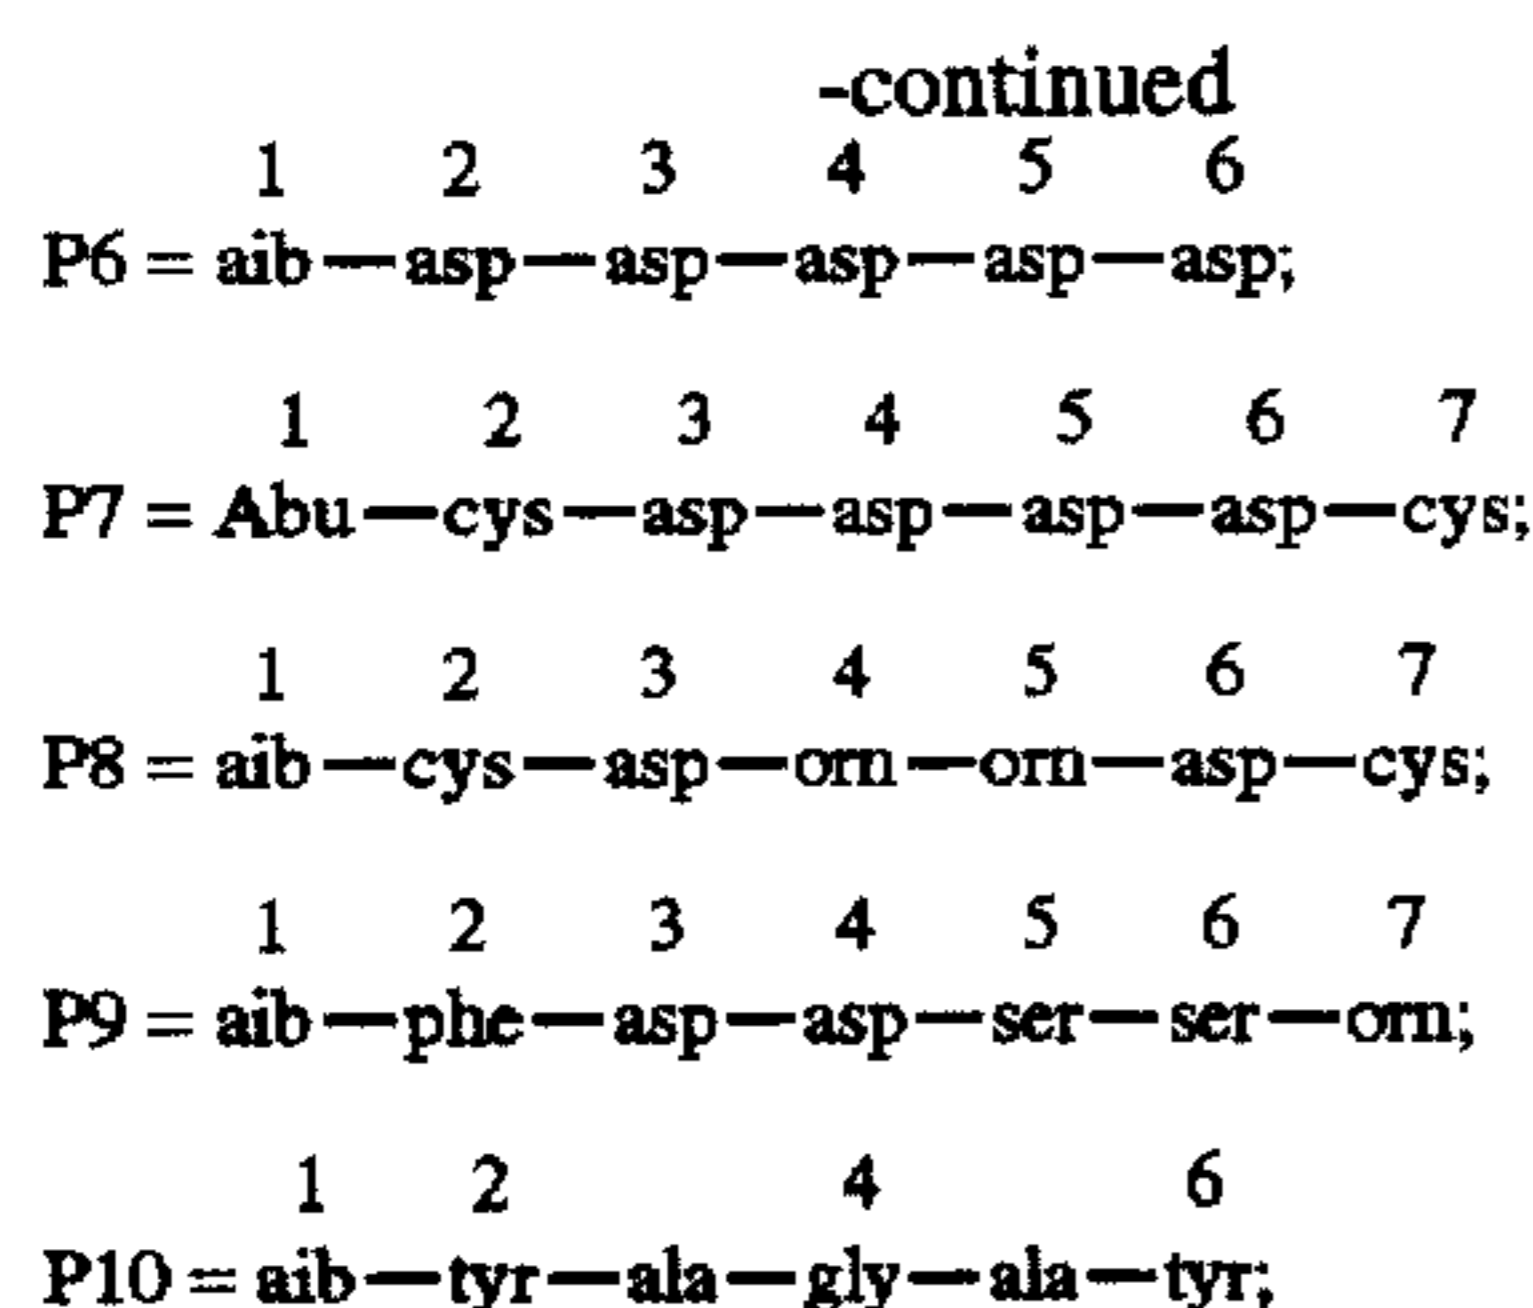 -continued
1 2 3 4 5 6
P6 = aib—asp—asp—asp—asp—asp;
1 2 3 4 5 6 7
P7 = Abu—cys—asp—asp—asp—asp—cys;
1 2 3 4 5 6 7
P8 = aib—cys—asp—orn—orn—asp—cys;
1 2 3 4 5 6 7
P9 = aib—phe—asp—asp—ser—ser—orn;
1 2 4 6
P10 = aib—tyr—ala—gly—ala—tyr;